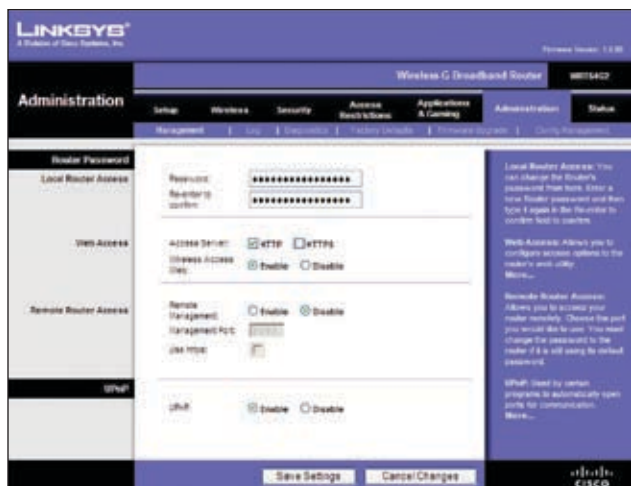 LINKSYS®
A Division of Cisco Systems, Inc.
Firmware Version:
Wireless-G Broadband Router
WRT54G2
Administration
Setup
Wireless
Security
Access Restrictions
Applications & Gaming
Administration
Status
Management | Log | Diagnostics | Factory Defaults | Firmware Upgrade | Config Management
Router Password
Local Router Access
Password:
Re-enter to confirm:
Web Access
Access Server: HTTP HTTPS
Wireless Access Web: Enable Disable
Remote Router Access
Remote Management: Enable Disable
Management Port:
Use https:
UPnP
UPnP: Enable Disable
Local Router Access: You
can change the Router's
password from here. Enter a
new Router password and then
type it again in the Re-enter to
confirm field to confirm.
Web Access: Allows you to
configure access options to the
router's web utility.
More...
Remote Router Access:
Allows you to access your
router remotely. Choose the port
you would like to use. You must
change the password to the
router if it is still using its default
password.
UPnP: Used by certain
programs to automatically open
ports for communication.
More...
Save Settings
Cancel Changes
CISCO